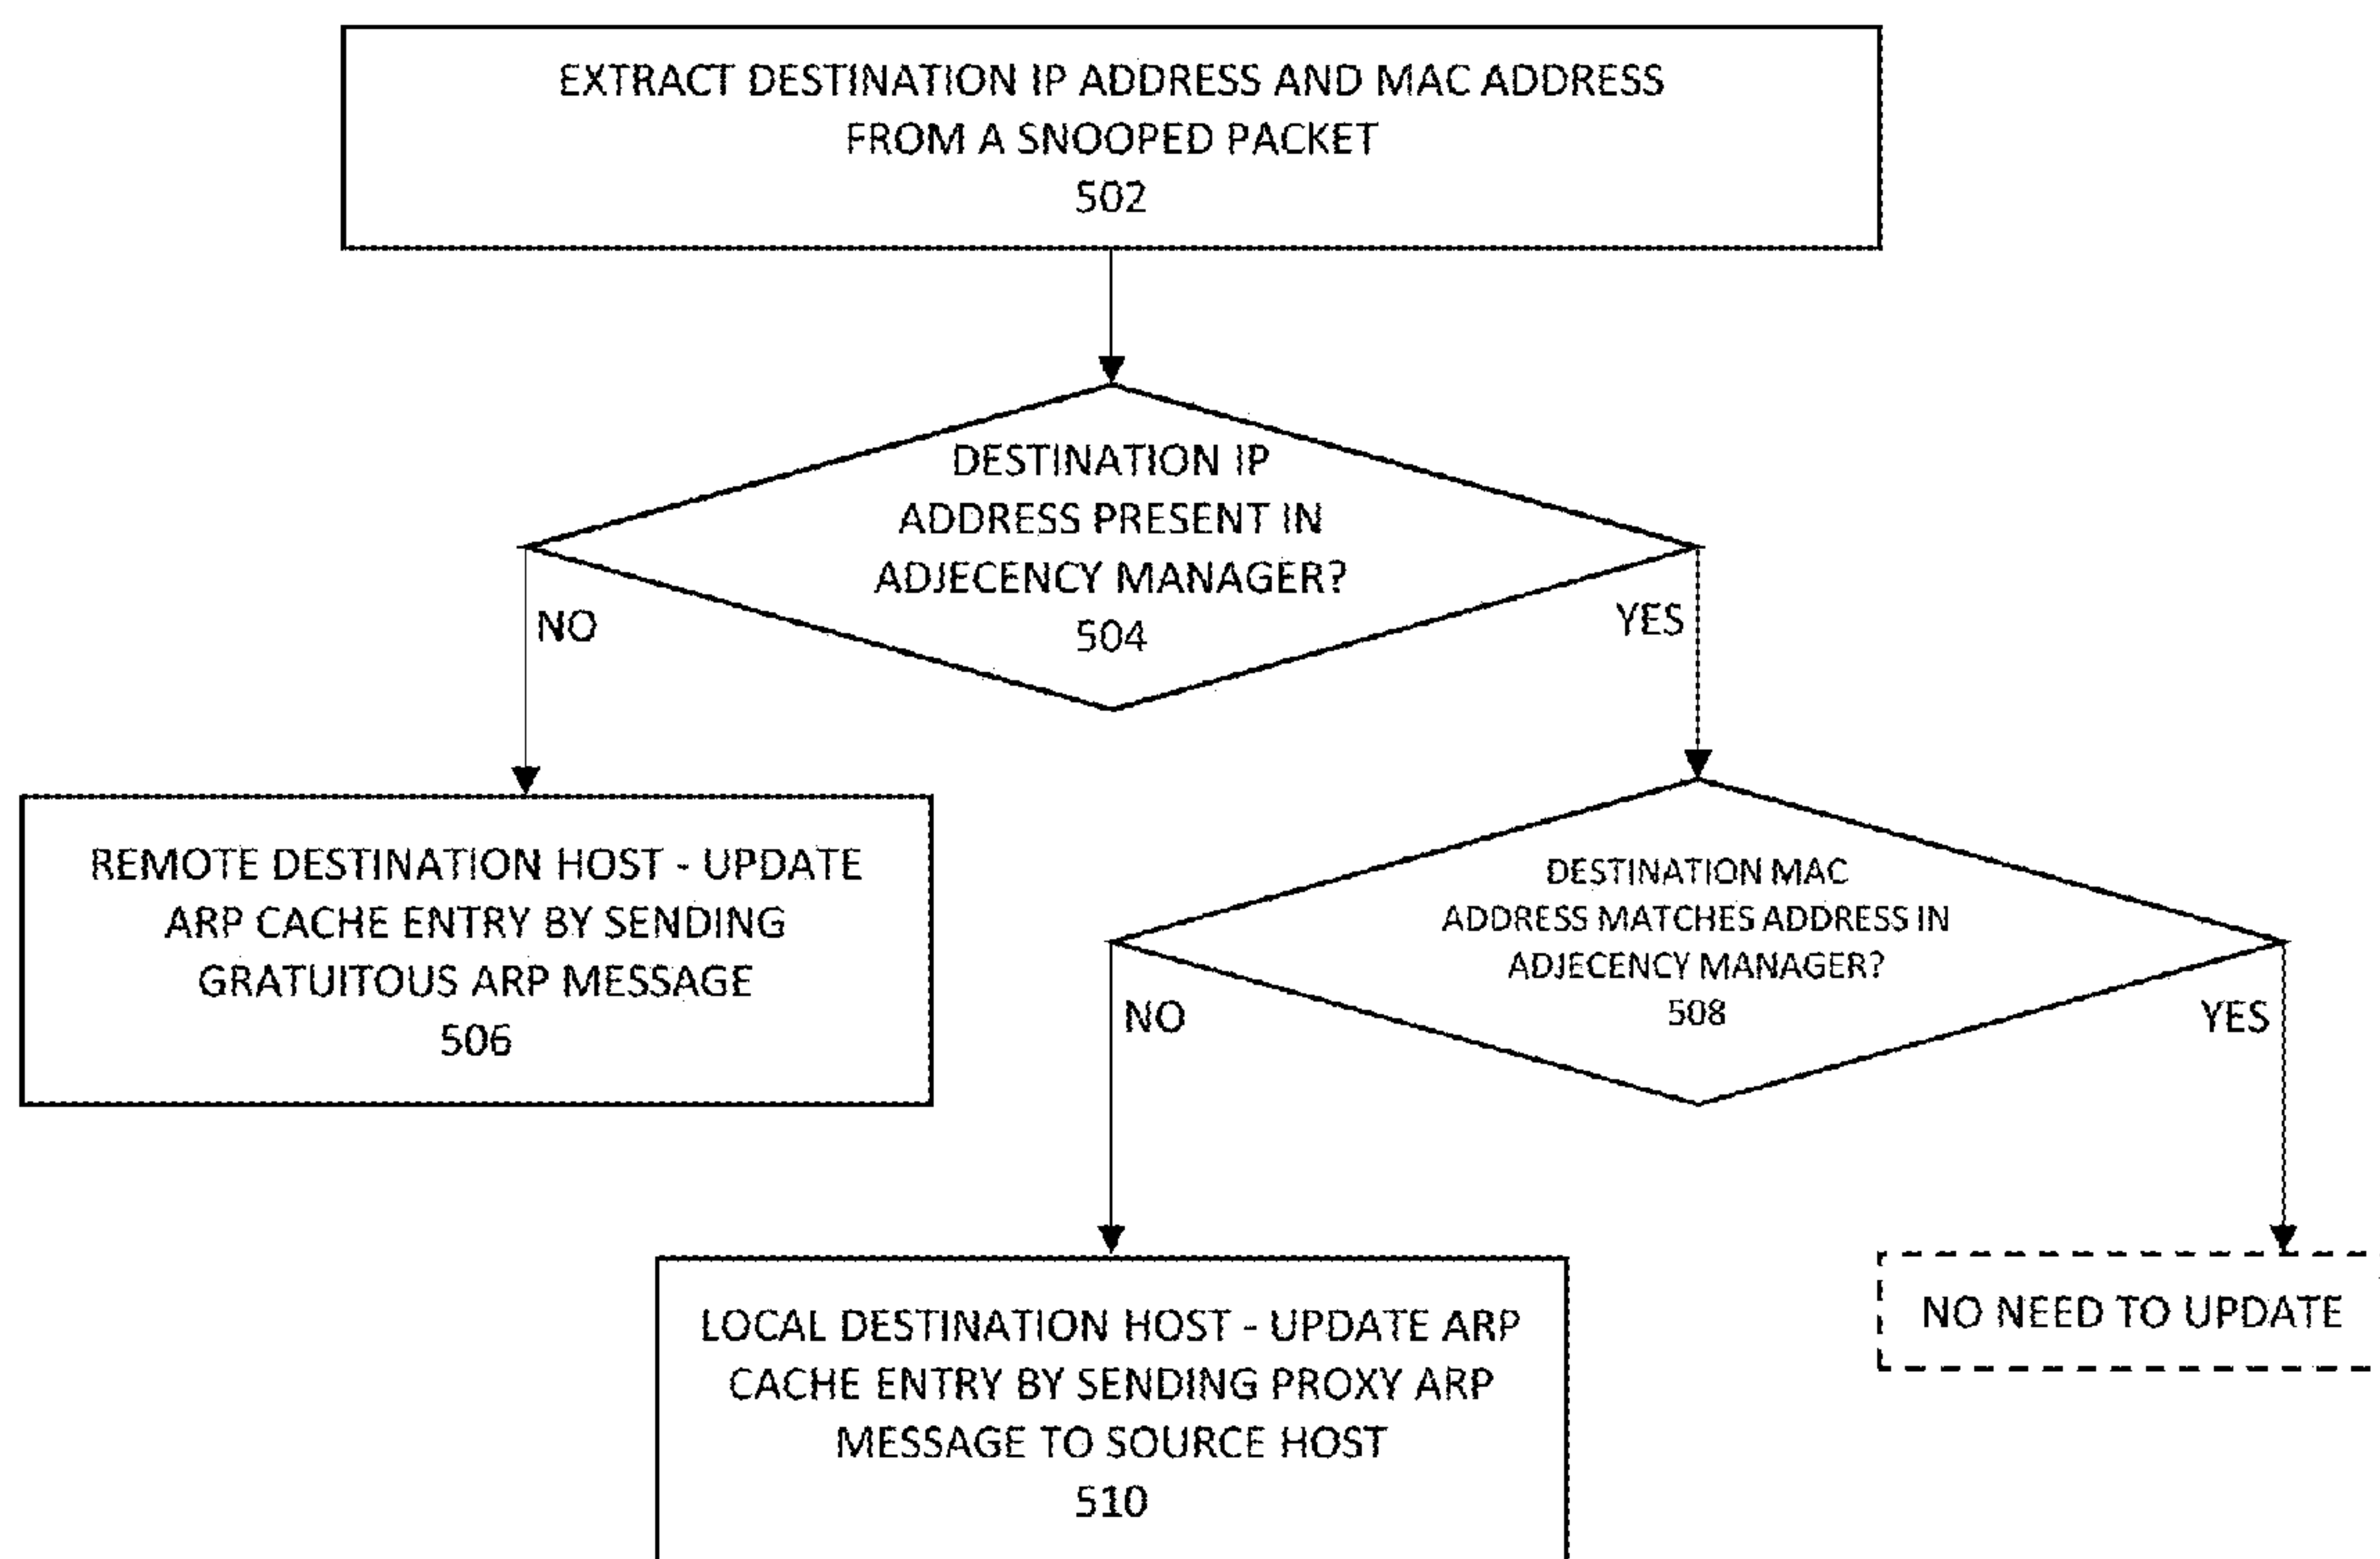 EXTRACT DESTINATION IP ADDRESS AND MAC ADDRESS
FROM A SNOOPED PACKET
502
DESTINATION IP
ADDRESS PRESENT IN
ADJECENCY MANAGER?
504
NO
YES
REMOTE DESTINATION HOST - UPDATE
ARP CACHE ENTRY BY SENDING
GRATUITOUS ARP MESSAGE
506
DESTINATION MAC
ADDRESS MATCHES ADDRESS IN
ADJECENCY MANAGER?
508
NO
YES
LOCAL DESTINATION HOST - UPDATE ARP
CACHE ENTRY BY SENDING PROXY ARP
MESSAGE TO SOURCE HOST
510
NO NEED TO UPDATE